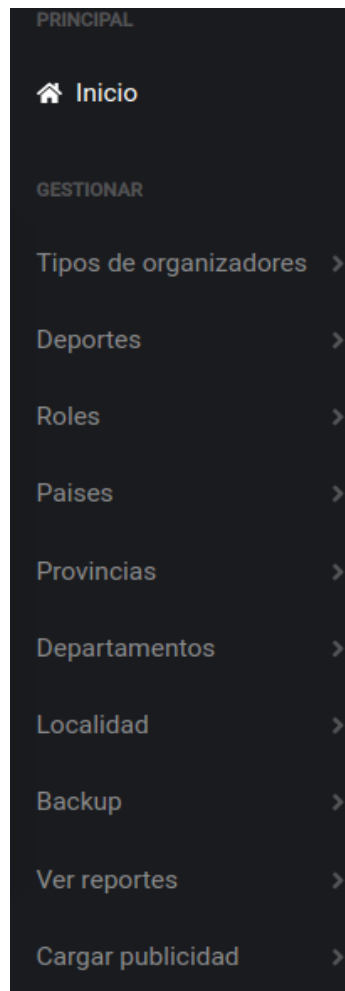 PRINCIPAL
Inicio
GESTIONAR
Tipos de organizadores
Deportes
Roles
Paises
Provincias
Departamentos
Localidad
Backup
Ver reportes
Cargar publicidad